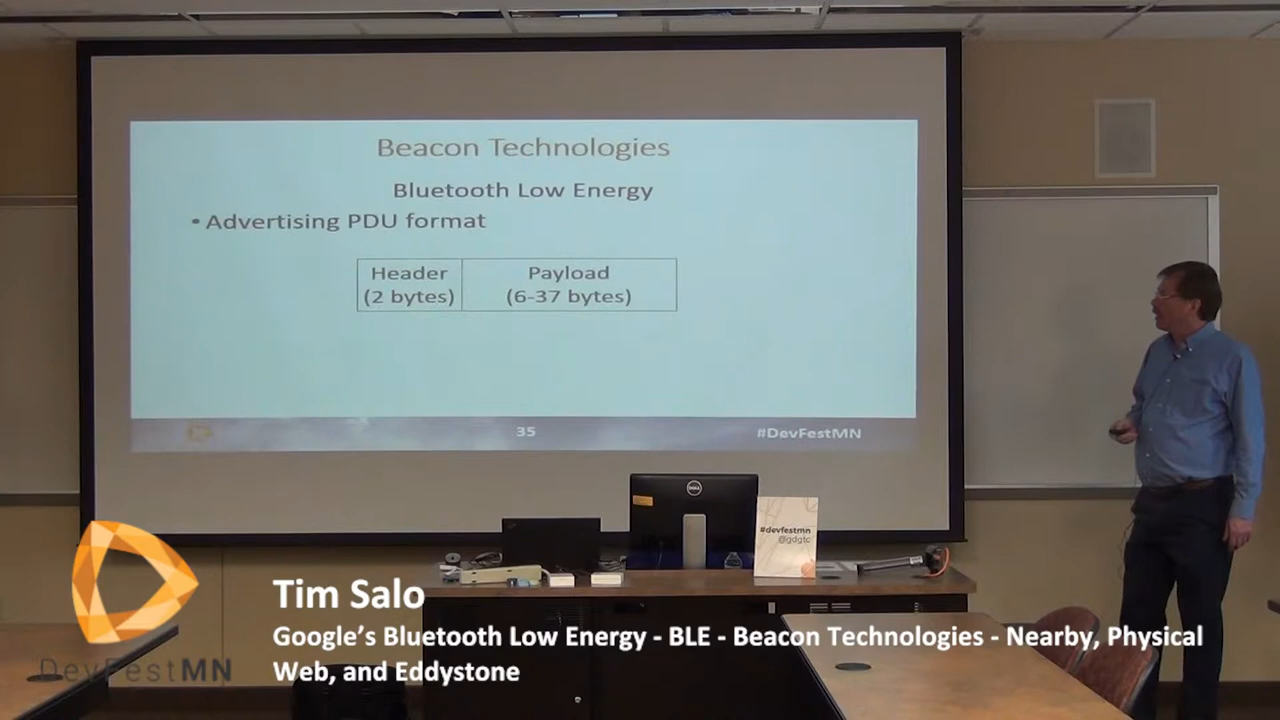 Beacon Technologies
Bluetooth Low Energy
• Advertising PDU format
Header
(2 bytes)
Payload
(6-37 bytes)
35
#DevFestMN
DELL
#devfestmn
@gdgtc
DevFestMN
Tim Salo
Google's Bluetooth Low Energy - BLE - Beacon Technologies - Nearby, Physical
Web, and Eddystone